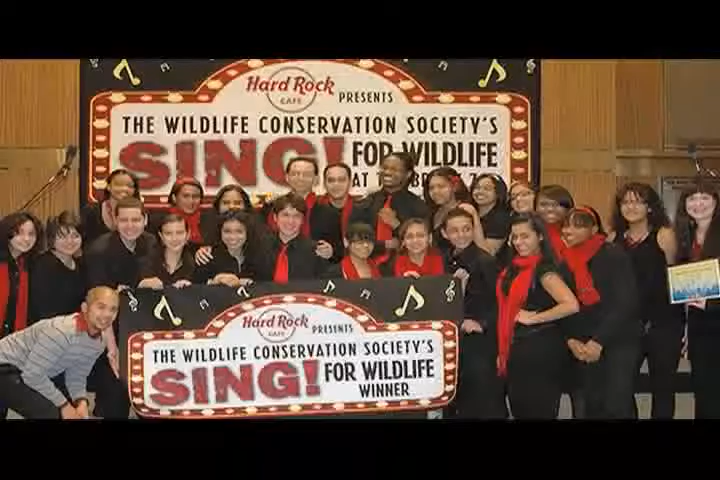 Hard Rock
CAFE
PRESENTS
THE WILDLIFE CONSERVATION SOCIETY'S
SING! FOR WILDLIFE
AT
Hard Rock
CAFE
PRESENTS
THE WILDLIFE CONSERVATION SOCIETY'S
SING! FOR WILDLIFE
WINNER